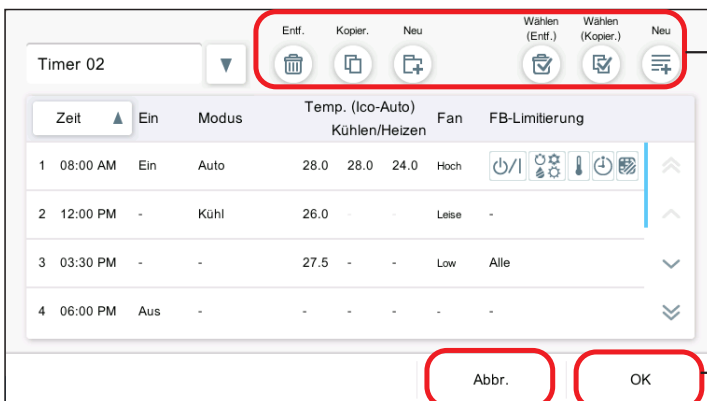 Entf. Kopier. Neu Wählen (Entf.) Wählen (Kopier.) Neu
Timer 02
Zeit Ein Modus Temp. (Ico-Auto) Kühlen/Heizen Fan FB-Limitierung
1 08:00 AM Ein Auto 28.0 28.0 24.0 Hoch
2 12:00 PM - Kühl 26.0 - - Leise -
3 03:30 PM - - 27.5 - - Low Alle
4 06:00 PM Aus - - - - - -
Abbr. OK